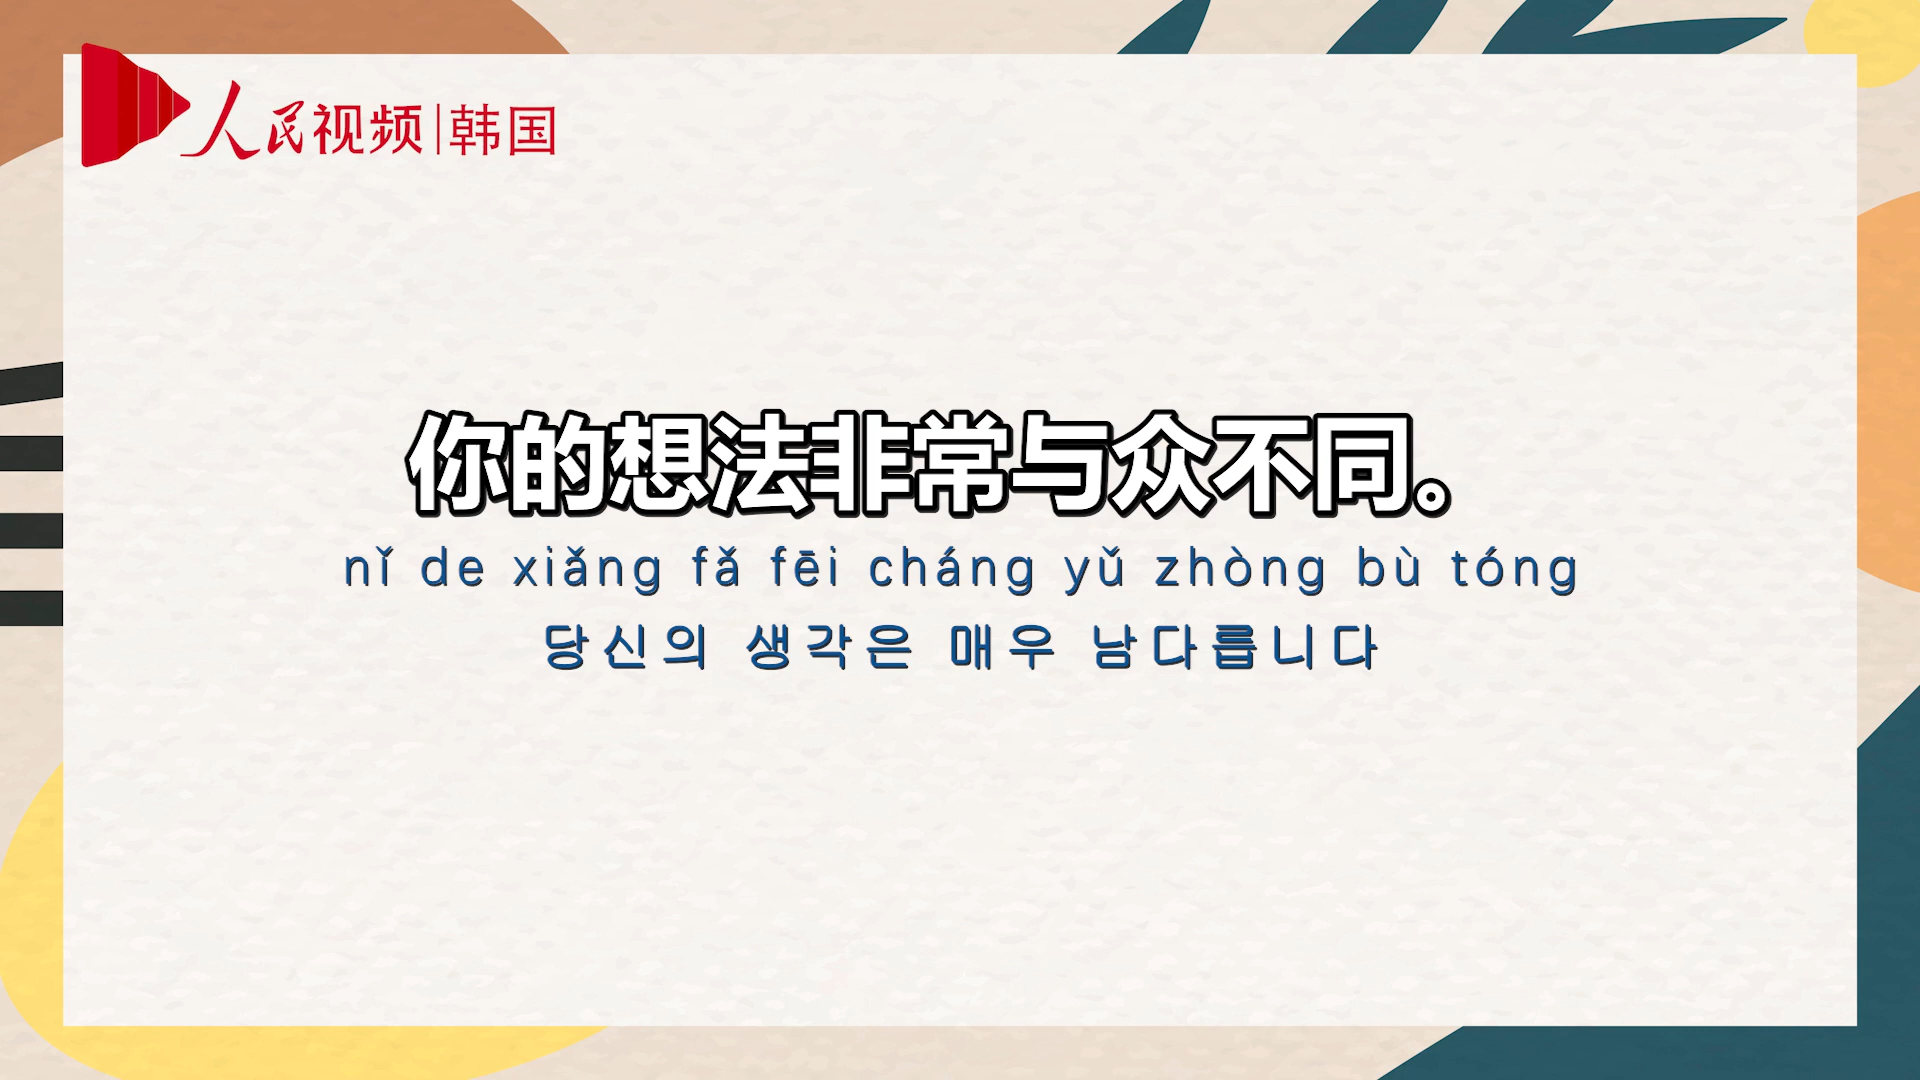 人民视频|韩国
你的想法非常与众不同。
nǐ de xiǎng fǎ fēi cháng yǔ zhòng bù tóng
당신의 생각은 매우 남다릅니다